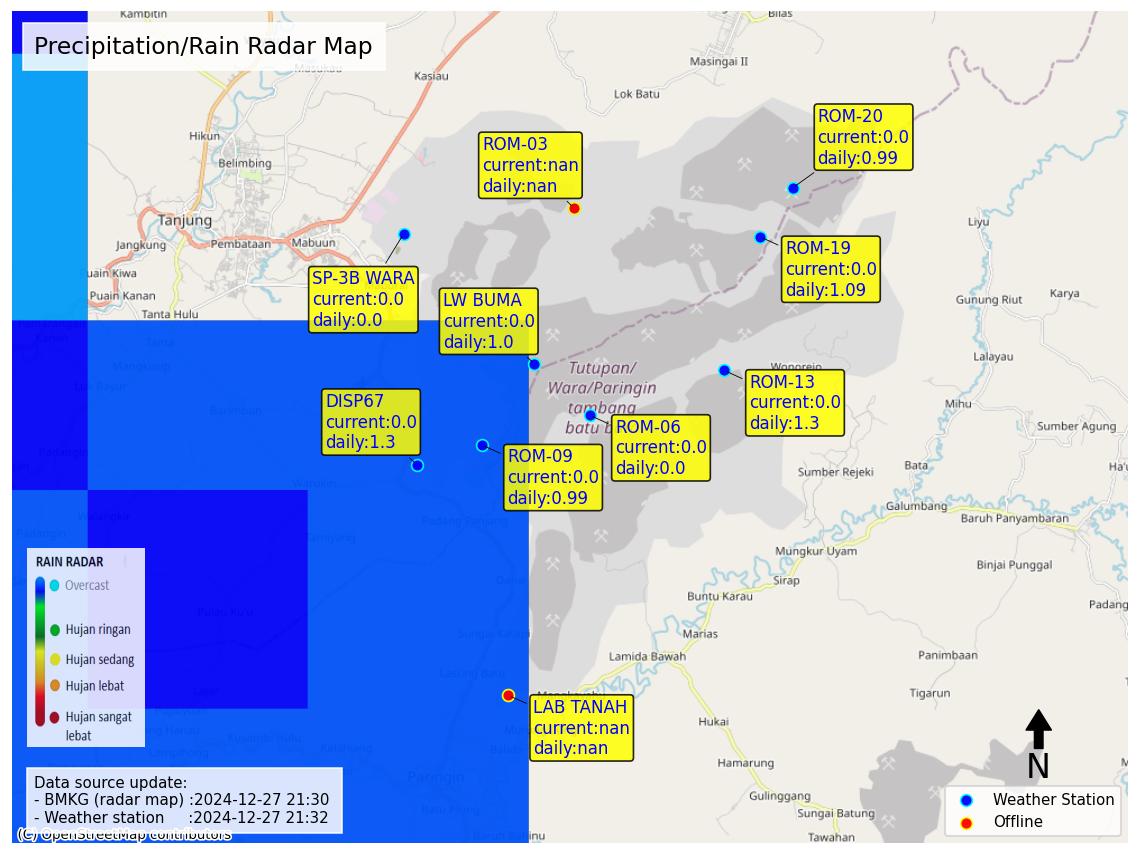 Kambitin
Bilas
Precipitation/Rain Radar Map
Masukau
Masingai II
Kasiau
Lok Batu
ROM-20
current:0.0
daily:0.99
ROM-03
current:nan
daily:nan
Hikun
Belimbing
Tanjung
Jangkung
Pembataan
Mabuun
Liyu
ROM-19
current:0.0
daily:1.09
Puain Kiwa
Puain Kanan
Tanta Hulu
SP-3B WARA
current:0.0
daily:0.0
LW BUMA
current:0.0
daily:1.0
Gunung Riut
Karya
Lalayau
Tutupan/
Wara/Paringin
tambang
batu b
Wonorejo
ROM-13
current:0.0
daily:1.3
DISP67
current:0.0
daily:1.3
ROM-06
current:0.0
daily:0.0
ROM-09
current:0.0
daily:0.99
Mihu
Sumber Agung
Bata
Sumber Rejeki
Galumbang
Baruh Panyambaran
Mungkur Uyam
Binjai Punggal
Sirap
Buntu Karau
Padang
Marias
Lamida Bawah
Panimbaan
Tigarun
RAIN RADAR
Overcast
Hujan ringan
Hujan sedang
Hujan lebat
Hujan sangat
lebat
LAB TANAH
current:nan
daily:nan
Hukai
Hamarung
Paringin
Gulinggang
Sungai Batung
Tawahan
N
Weather Station
Offline
Data source update:
- BMKG (radar map) :2024-12-27 21:30
- Weather station :2024-12-27 21:32
(C) OpenStreetMap contributors